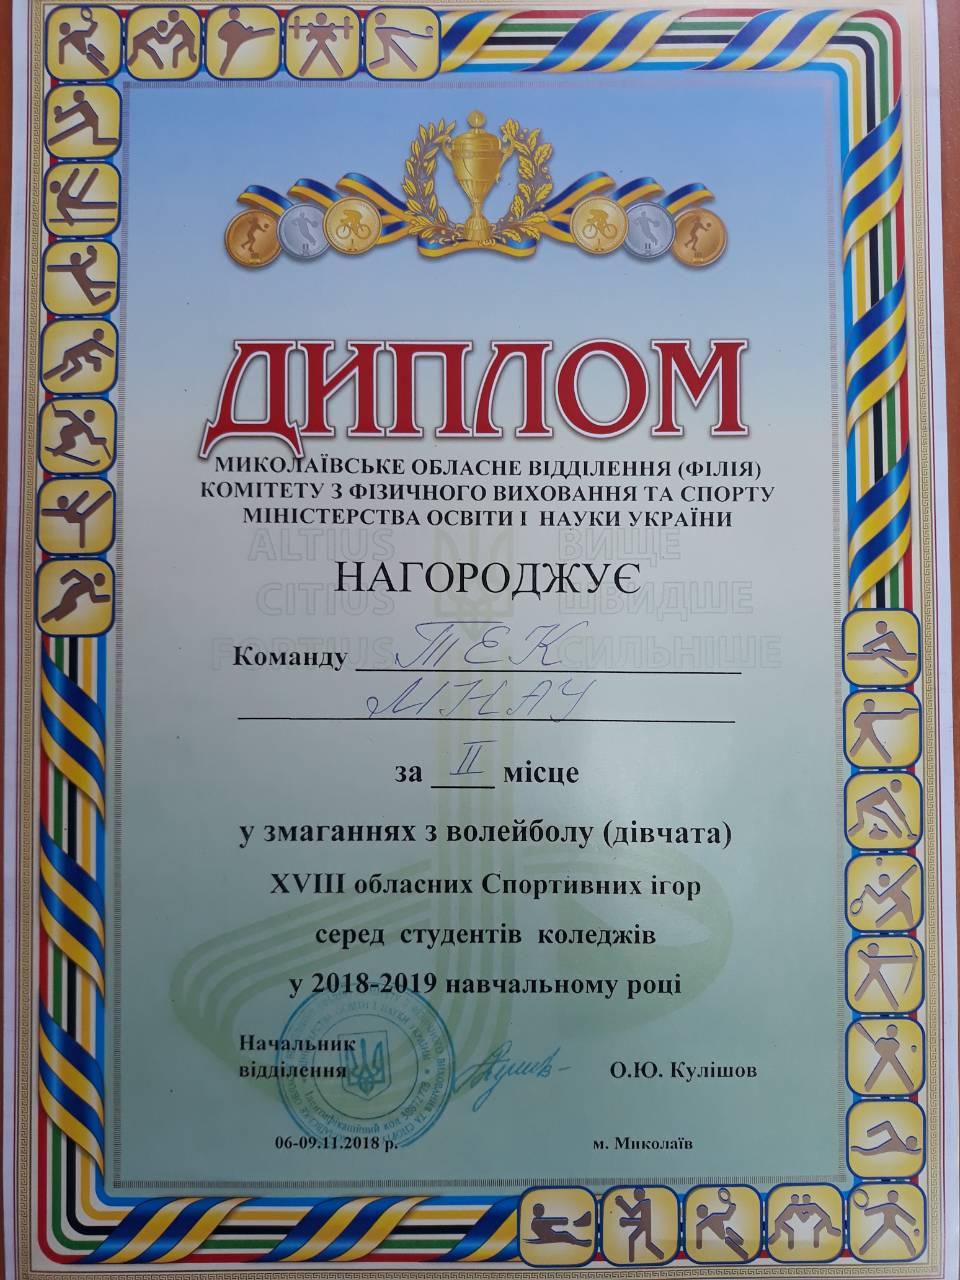 ДИПЛОМ
МИКОЛАЇВСЬКЕ ОБЛАСНЕ ВІДДІЛЕННЯ (ФІЛІЯ)
КОМІТЕТУ З ФІЗИЧНОГО ВИХОВАННЯ ТА СПОРТУ
МІНІСТЕРСТВА ОСВІТИ І НАУКИ УКРАЇНИ
ALTIUS ВИЩЕ
НАГОРОДЖУЄ
CITIUS ШВИДШЕ
FORTIUS СИЛЬНІШЕ
Команду ТЕК
МНАУ
за II місце
у змаганнях з волейболу (дівчата)
XVIII обласних Спортивних ігор
серед студентів коледжів
у 2018-2019 навчальному році
Начальник
відділення О.Ю. Кулішов
06-09.11.2018 р. м. Миколаїв